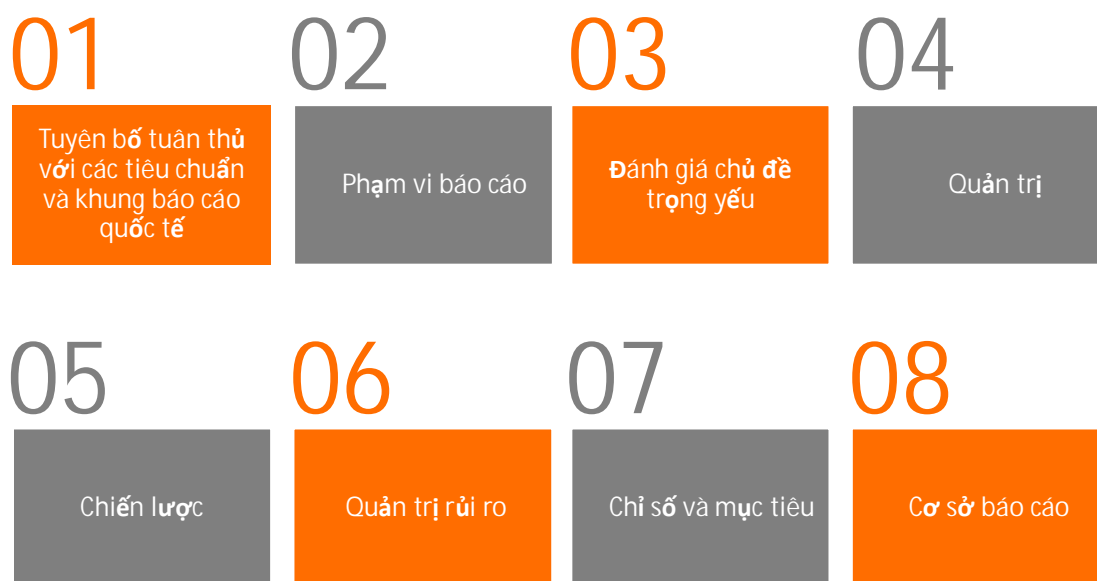 01
02
03
04
Tuyên bố tuân thủ
với các tiêu chuẩn
và khung báo cáo
quốc tế
Phạm vi báo cáo
Đánh giá chủ đề
trọng yếu
Quản trị
05
06
07
08
Chiến lược
Quản trị rủi ro
Chỉ số và mục tiêu
Cơ sở báo cáo